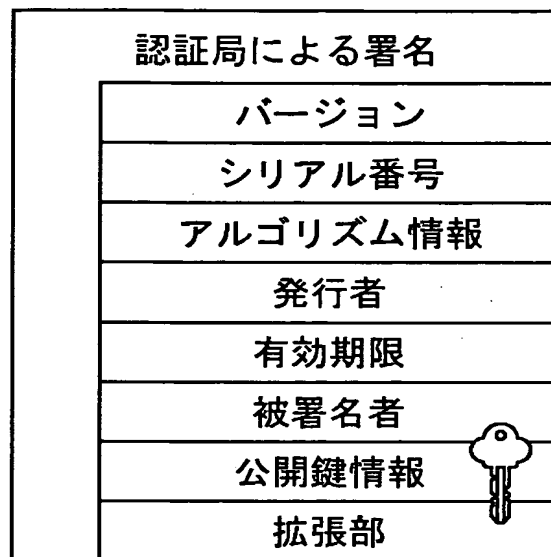 認証局による署名
バージョン
シリアル番号
アルゴリズム情報
発行者
有効期限
被署名者
公開鍵情報
拡張部